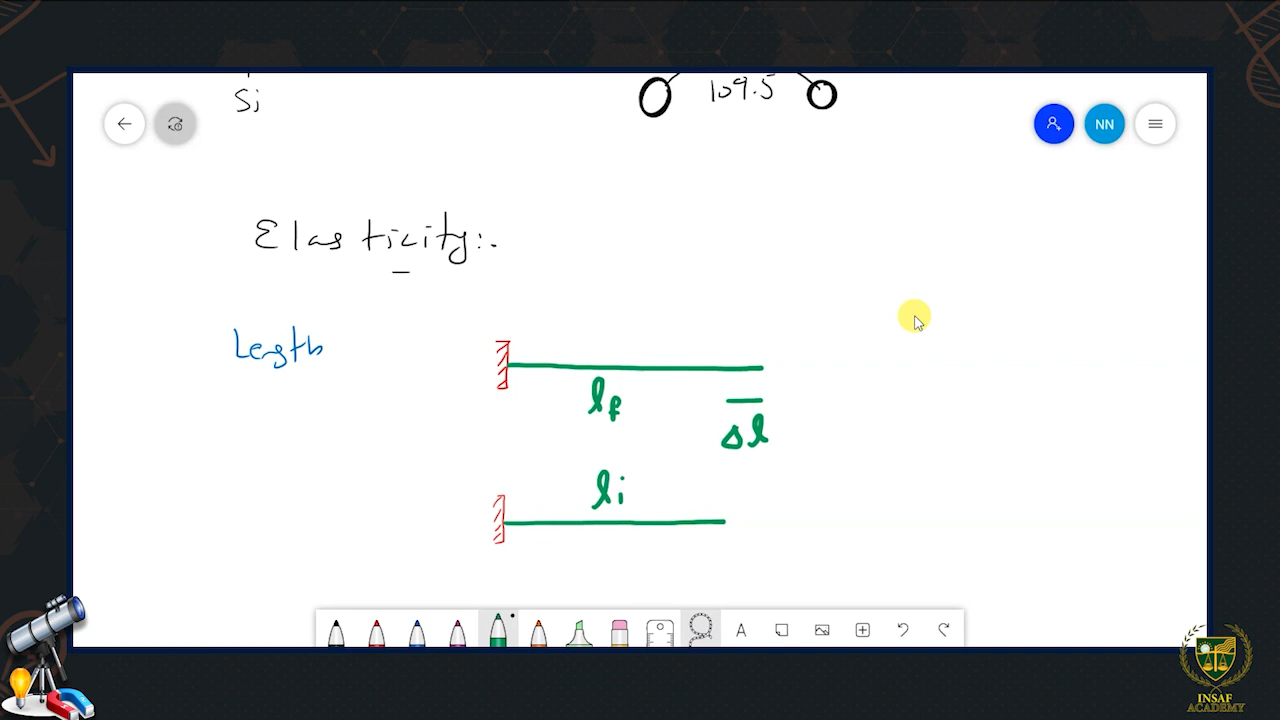 Si
109.5
NN
Elasticity:.
Length
lf
Δl
li
A
INSAF
ACADEMY